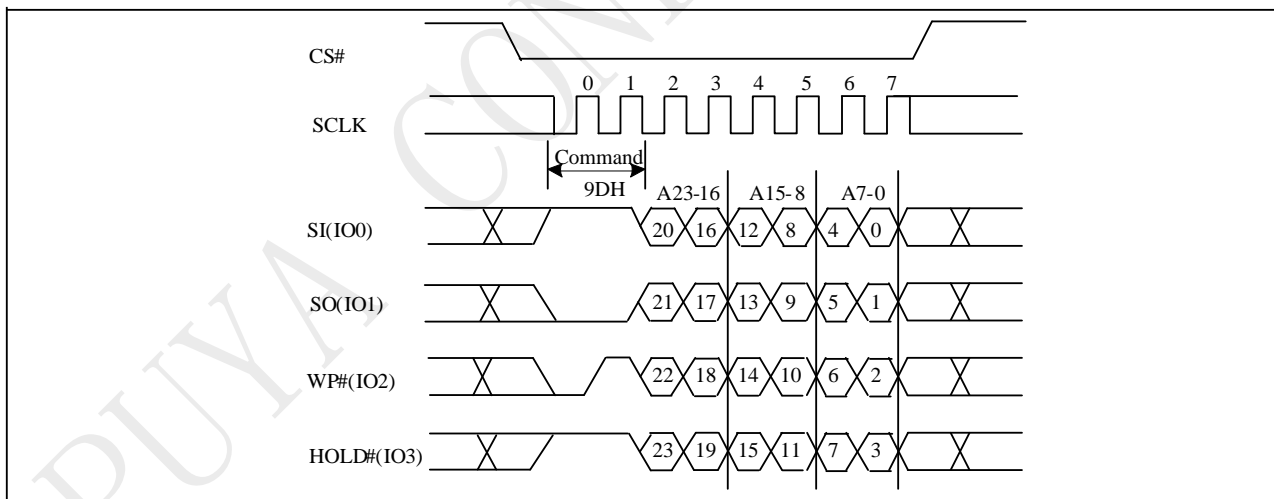 CS#
0 1 2 3 4 5 6 7
SCLK
Command
9DH
A23-16 A15-8 A7-0
SI(IO0) 20 16 12 8 4 0
SO(IO1) 21 17 13 9 5 1
WP#(IO2) 22 18 14 10 6 2
HOLD#(IO3) 23 19 15 11 7 3
PUYA CON